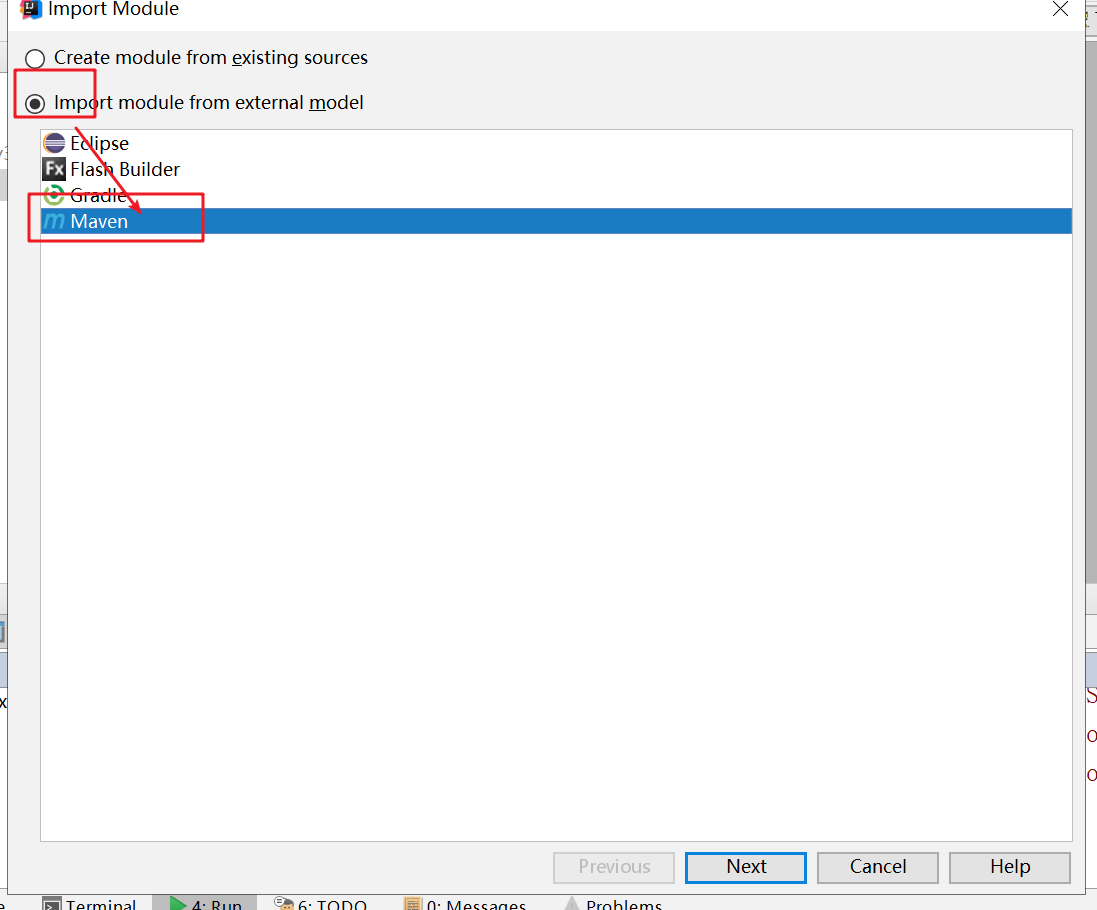 Import Module
Create module from existing sources
Import module from external model
Eclipse
Fx Flash Builder
Gradle
m Maven
Previous
Next
Cancel
Help
Terminal
4: Run
6: TODO
0: Messages
Problems